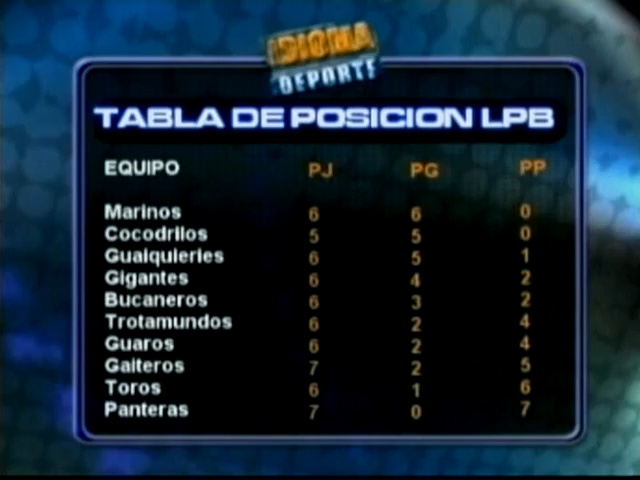 IDIOMA
DEPORTE
TABLA DE POSICION LPB
EQUIPO PJ PG PP
Marinos 6 6 0
Cocodrilos 5 5 0
Guaiquieries 6 5 1
Gigantes 6 4 2
Bucaneros 6 3 2
Trotamundos 6 2 4
Guaros 6 2 4
Gaiteros 7 2 5
Toros 6 1 6
Panteras 7 0 7